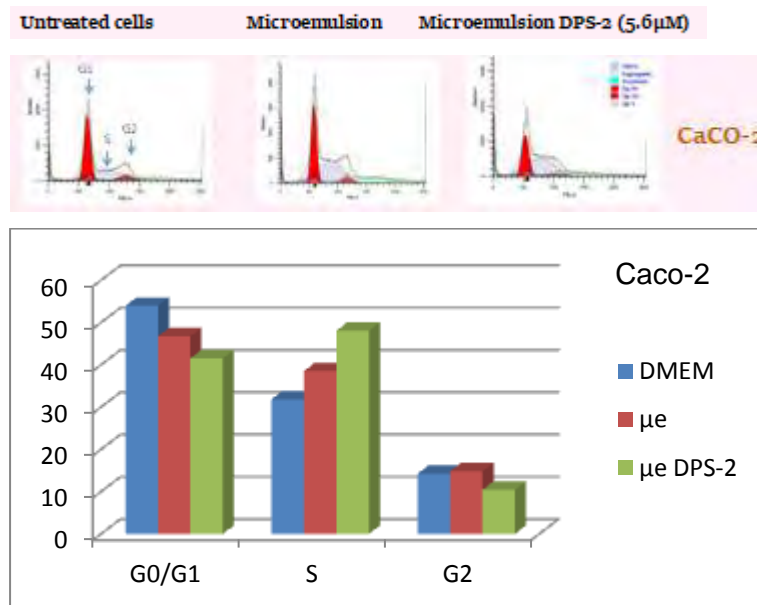 Untreated cells Microemulsion Microemulsion DPS-2 (5.6µM)
G1
S
G2
CaCO-2
Caco-2
60
50
40
30
20
10
0
G0/G1 S G2
DMEM
µe
µe DPS-2